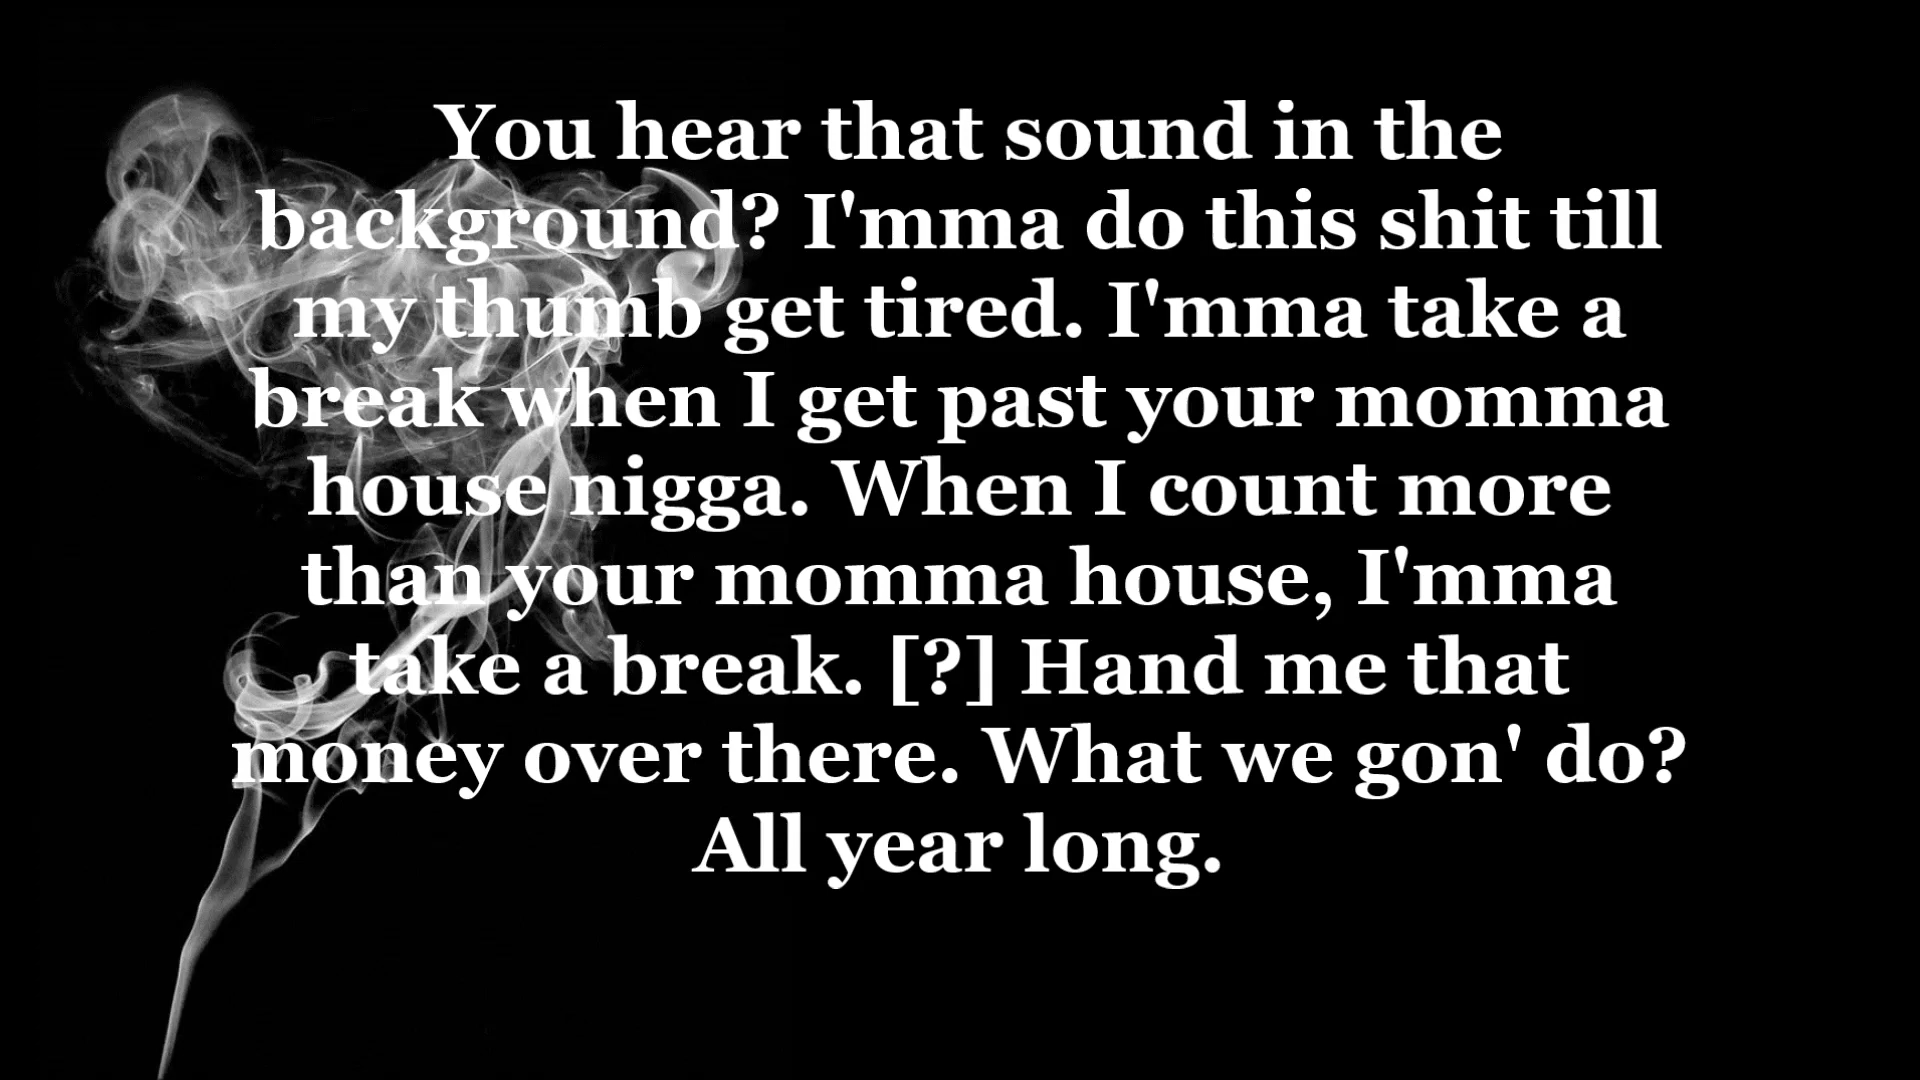 You hear that sound in the
background? I'mma do this shit till
my thumb get tired. I'mma take a
break when I get past your momma
house nigga. When I count more
than your momma house, I'mma
take a break. [?] Hand me that
money over there. What we gon' do?
All year long.